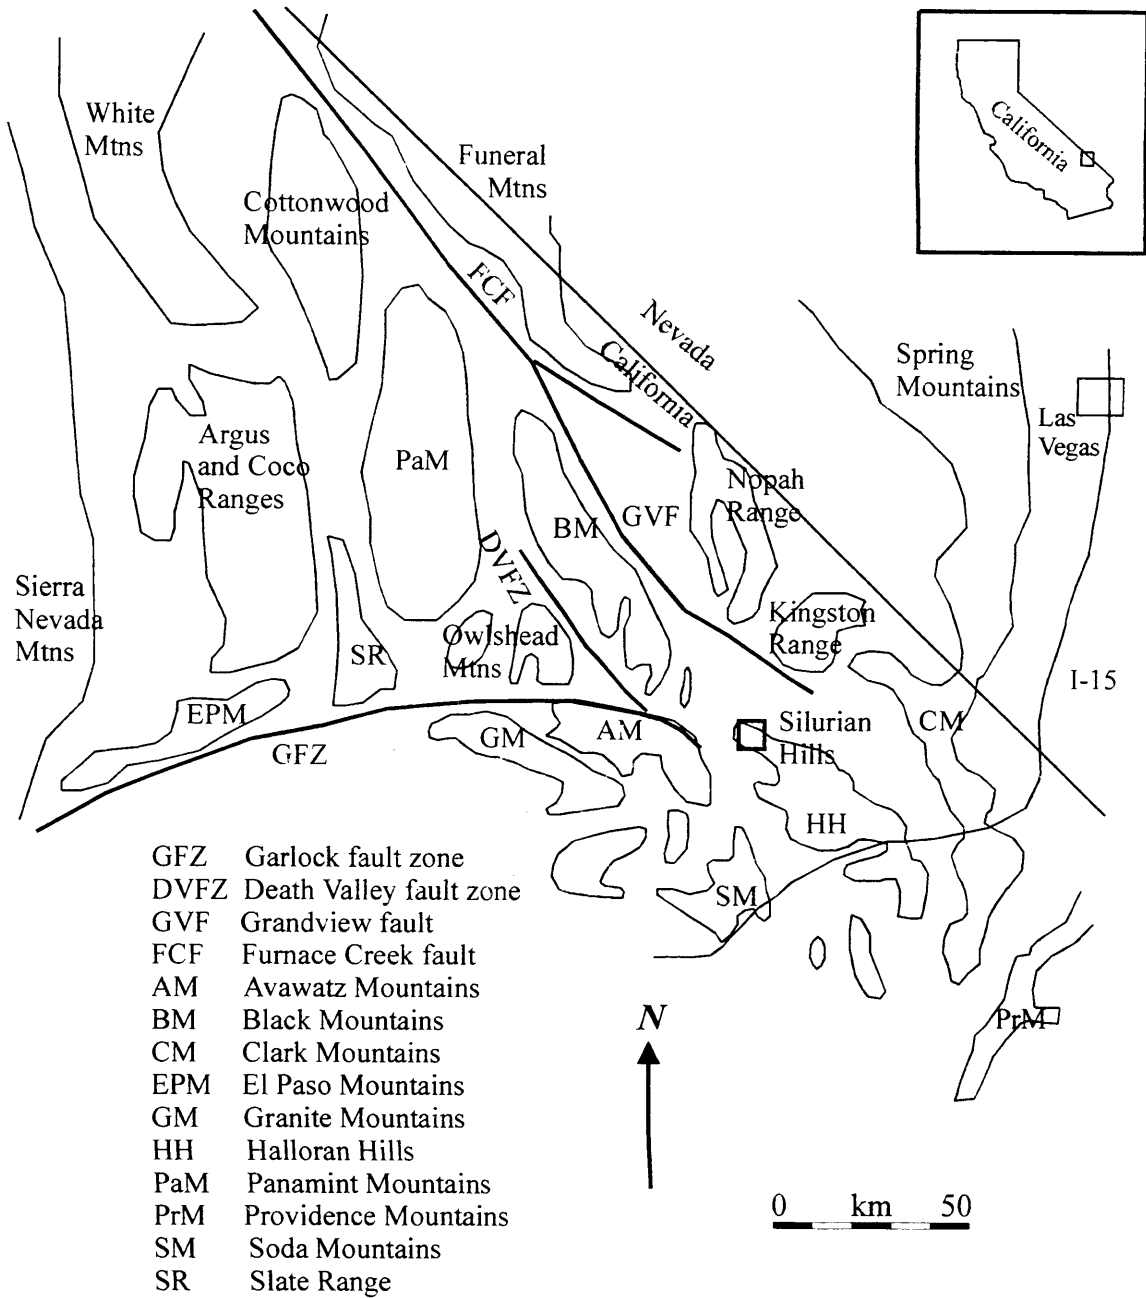 White
Mtns
Cottonwood
Mountains
Funeral
Mtns
California
FCF
Nevada
California
Spring
Mountains
Las
Vegas
Argus
and Coco
Ranges
PaM
BM
GVF
Nopah
Range
DVFZ
Sierra
Nevada
Mtns
SR
Owlshead
Mtns
Kingston
Range
I-15
EPM
GFZ
GM
AM
Silurian
Hills
CM
HH
SM
PrM
GFZ Garlock fault zone
DVFZ Death Valley fault zone
GVF Grandview fault
FCF Furnace Creek fault
AM Avawatz Mountains
BM Black Mountains
CM Clark Mountains
EPM El Paso Mountains
GM Granite Mountains
HH Halloran Hills
PaM Panamint Mountains
PrM Providence Mountains
SM Soda Mountains
SR Slate Range
N
0 km 50